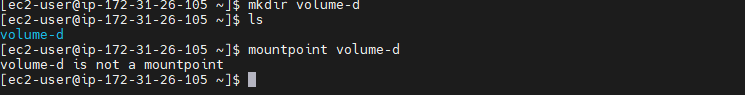 [ec2-user@ip-172-31-26-105 ~]$ mkdir volume-d
[ec2-user@ip-172-31-26-105 ~]$ ls
volume-d
[ec2-user@ip-172-31-26-105 ~]$ mountpoint volume-d
volume-d is not a mountpoint
[ec2-user@ip-172-31-26-105 ~]$